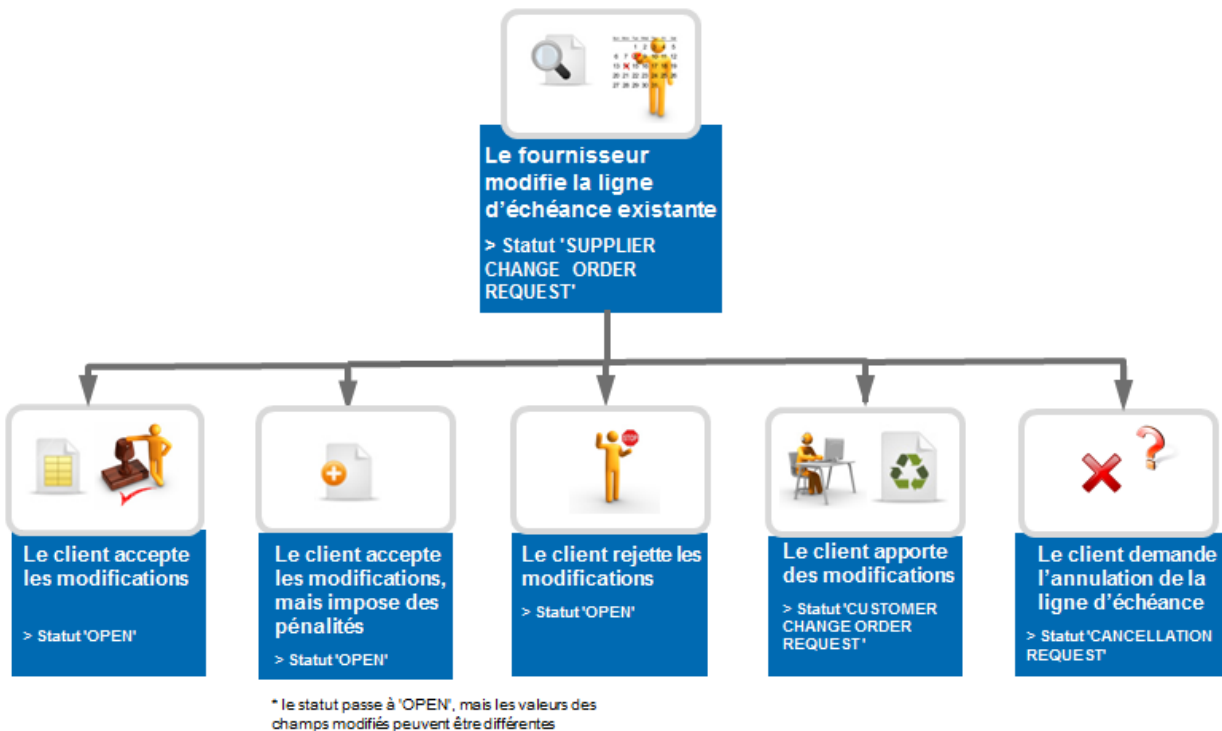 Le fournisseur
modifie la ligne
d'échéance existante
> Statut 'SUPPLIER
CHANGE ORDER
REQUEST'
STOP
Le client accepte
les modifications
> Statut 'OPEN'
Le client accepte
les modifications,
mais impose des
pénalités
> Statut 'OPEN'
Le client rejette les
modifications
> Statut 'OPEN'
Le client apporte
des modifications
> Statut 'CUSTOMER
CHANGE ORDER
REQUEST'
Le client demande
l'annulation de la
ligne d'échéance
> Statut 'CANCELLATION
REQUEST'
* le statut passe à 'OPEN', mais les valeurs des
champs modifiés peuvent être différentes